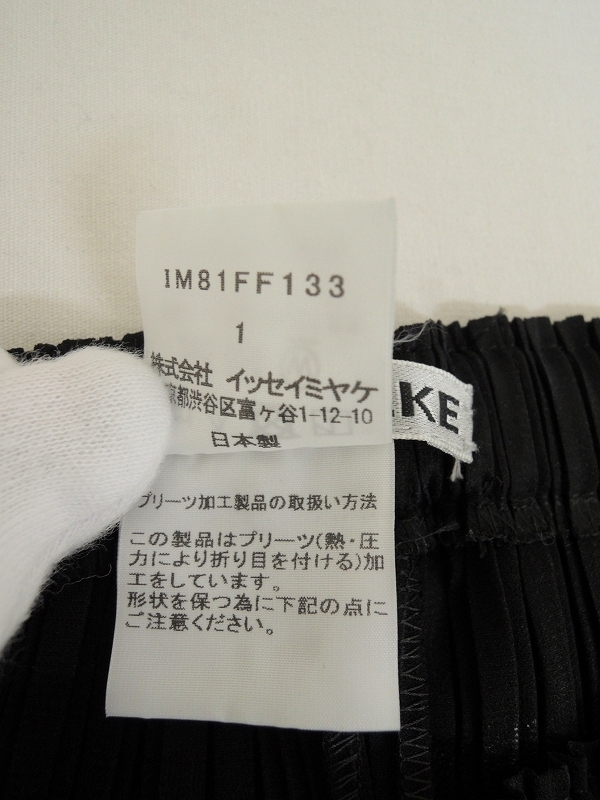 IM81FF133
1
株式会社 イッセイミヤケ
京都渋谷区富ヶ谷1-12-10
日本製
KE
プリーツ加工製品の取扱い方法
この製品はプリーツ(熱・圧
力により折り目を付ける)加
工をしています。
形状を保つ為に下記の点に
ご注意ください。